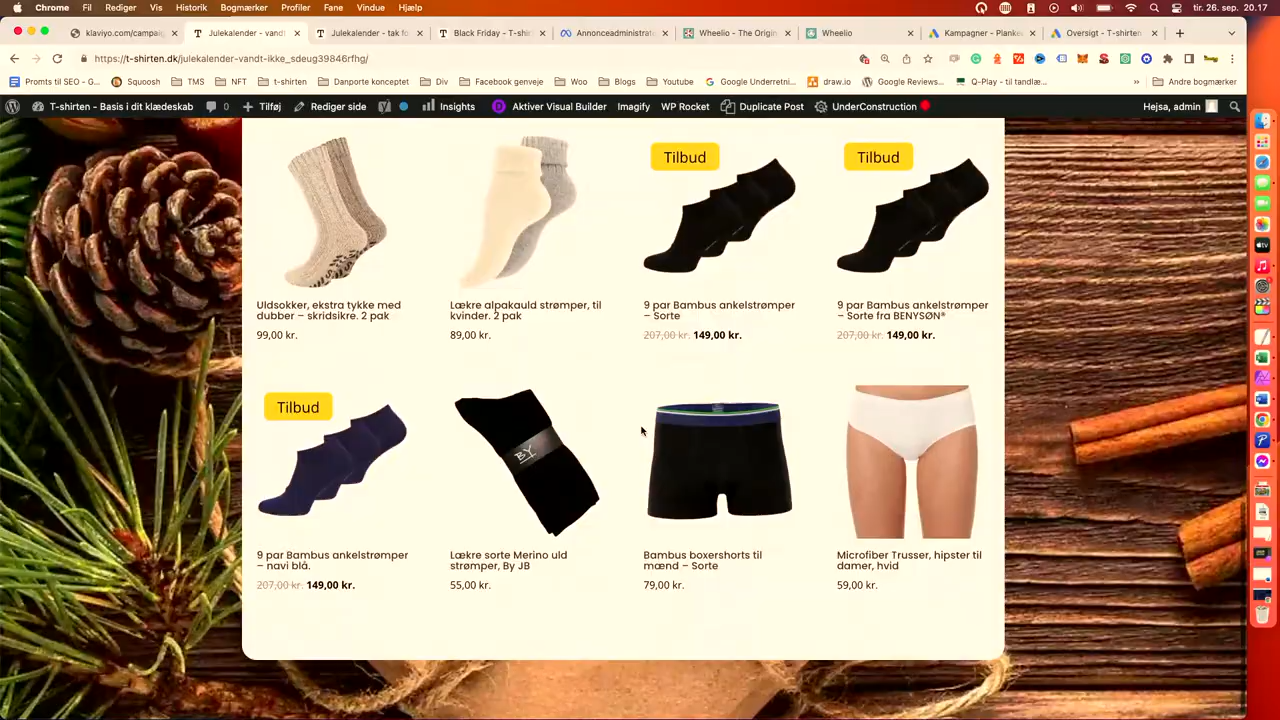 Chrome Fil Rediger Vis Historik Bogmærker Profiler Fane Vindue Hjælp tir. 26. sep. 20.17
klaviyo.com/campaig Julekalender - vandt Julekalender - tak fo Black Friday - T-shirt Annonceadministrat Wheelio - The Origin Wheelio Kampagner - Planke Oversigt - T-shirten
https://t-shirten.dk/julekalender-vandt-ikke_sdeug39846rfhg/
Promts til SEO - G... Squoosh TMS NFT t-shirten Danporte konceptet Div Facebook genveje Woo Blogs Youtube Google Underretni... draw.io Google Reviews... Q-Play - til tandlæ... » Andre bogmærker
T-shirten - Basis i dit klædeskab 0 Tilføj Rediger side Insights Aktiver Visual Builder Imagify WP Rocket Duplicate Post UnderConstruction Hejsa, admin
Tilbud Tilbud
Uldsokker, ekstra tykke med Lækre alpakauld strømper, til 9 par Bambus ankelstrømper 9 par Bambus ankelstrømper
dubber – skridsikre. 2 pak kvinder. 2 pak – Sorte – Sorte fra BENYSØN®
99,00 kr. 89,00 kr. 207,00 kr. 149,00 kr. 207,00 kr. 149,00 kr.
Tilbud
BY
9 par Bambus ankelstrømper Lækre sorte Merino uld Bambus boxershorts til Microfiber Trusser, hipster til
– navi blå. strømper, By JB mænd – Sorte damer, hvid
207,00 kr. 149,00 kr. 55,00 kr. 79,00 kr. 59,00 kr.